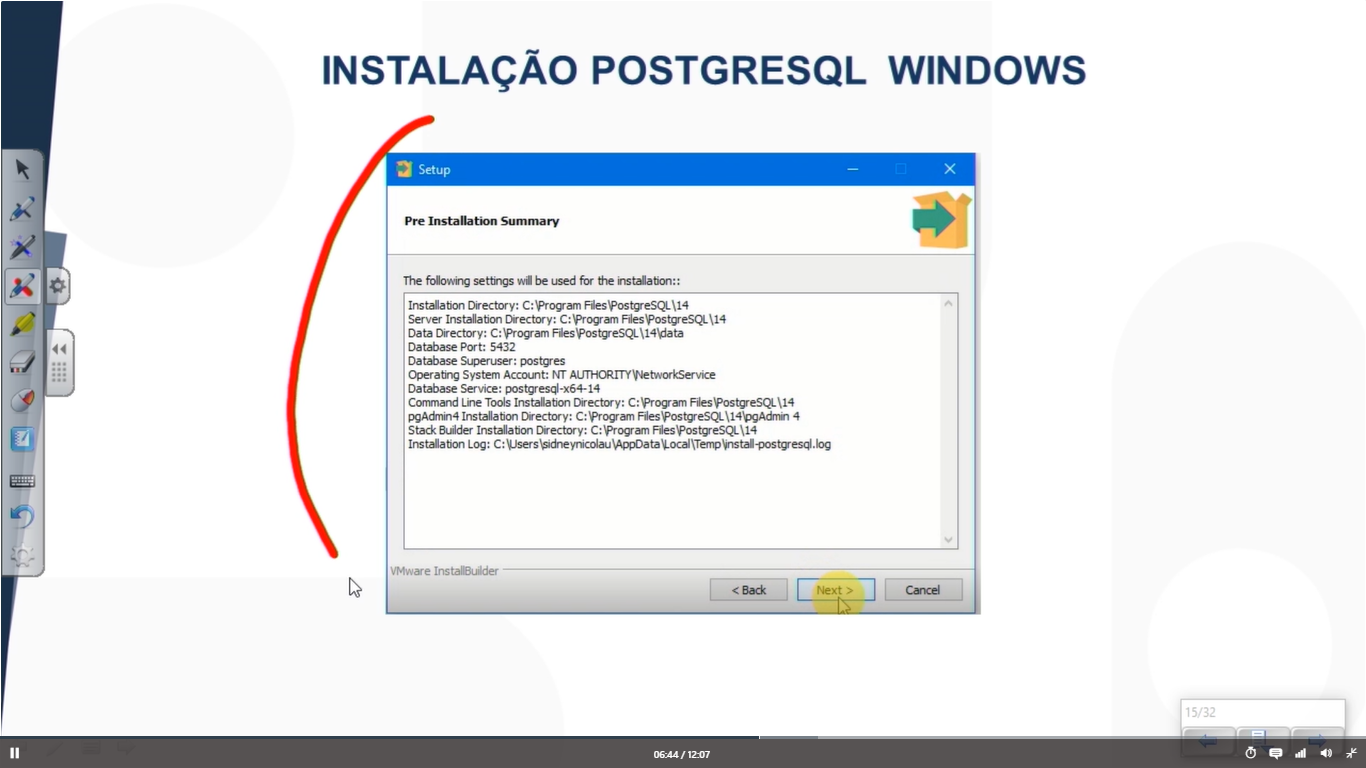 INSTALAÇÃO POSTGRESQL WINDOWS
Setup
Pre Installation Summary
The following settings will be used for the installation::
Installation Directory: C:\Program Files\PostgreSQL\14
Server Installation Directory: C:\Program Files\PostgreSQL\14
Data Directory: C:\Program Files\PostgreSQL\14\data
Database Port: 5432
Database Superuser: postgres
Operating System Account: NT AUTHORITY\NetworkService
Database Service: postgresql-x64-14
Command Line Tools Installation Directory: C:\Program Files\PostgreSQL\14
pgAdmin4 Installation Directory: C:\Program Files\PostgreSQL\14\pgAdmin 4
Stack Builder Installation Directory: C:\Program Files\PostgreSQL\14
Installation Log: C:\Users\sidneynicolau\AppData\Local\Temp\install-postgresql.log
VMware InstallBuilder
< Back Next > Cancel
15/32
06:44 / 12:07